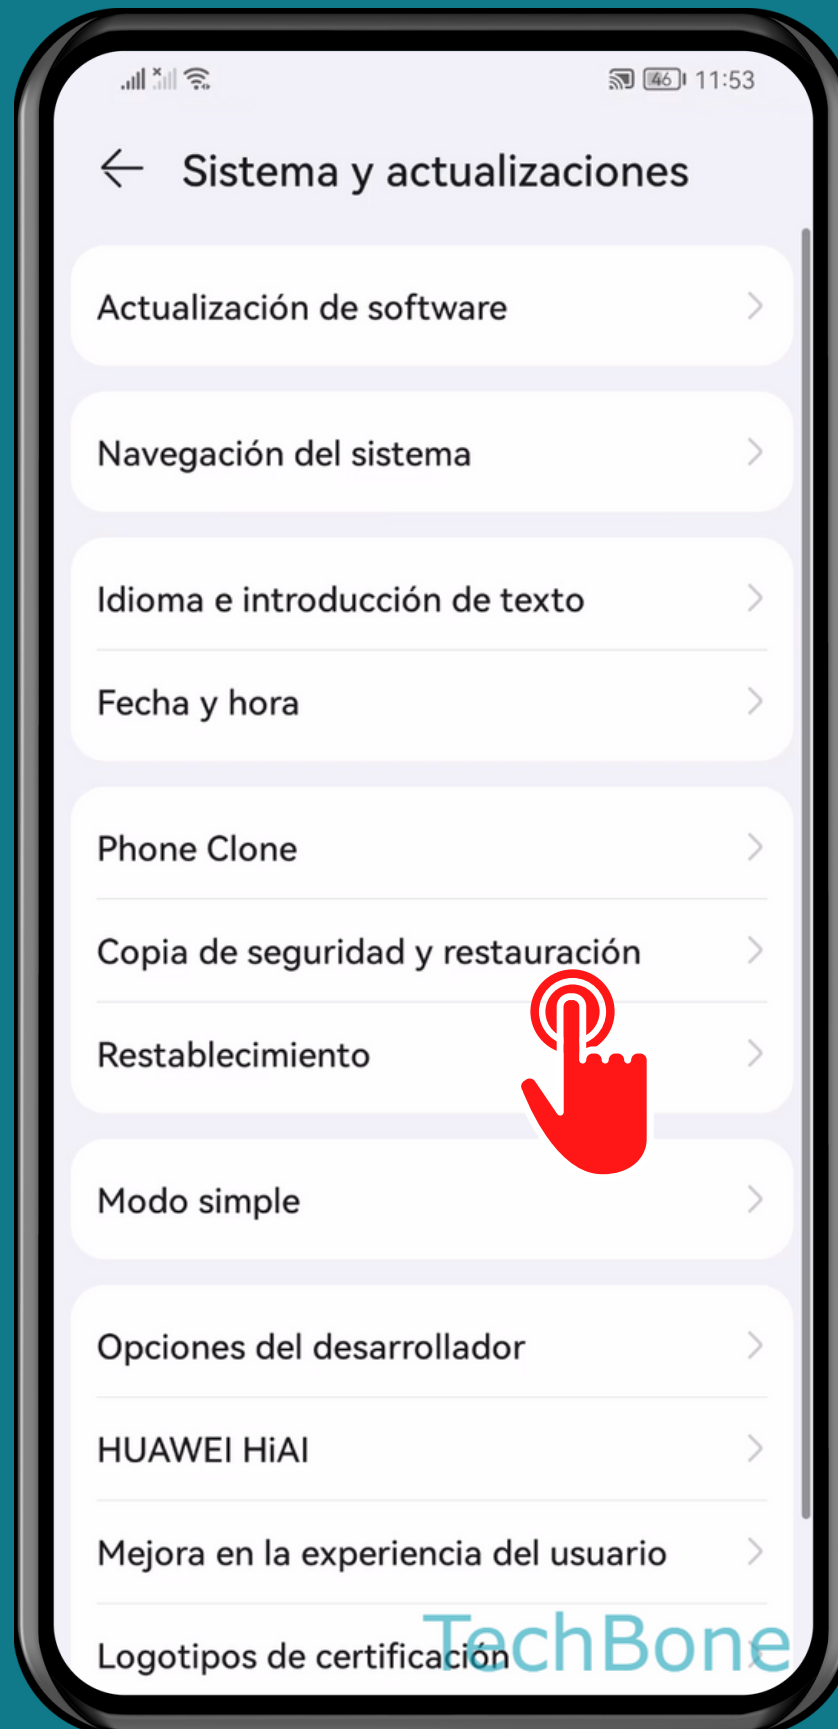 46 11:53
Sistema y actualizaciones
Actualización de software
Navegación del sistema
Idioma e introducción de texto
Fecha y hora
Phone Clone
Copia de seguridad y restauración
Restablecimiento
Modo simple
Opciones del desarrollador
HUAWEI HiAI
Mejora en la experiencia del usuario
Logotipos de certificación
TechBone